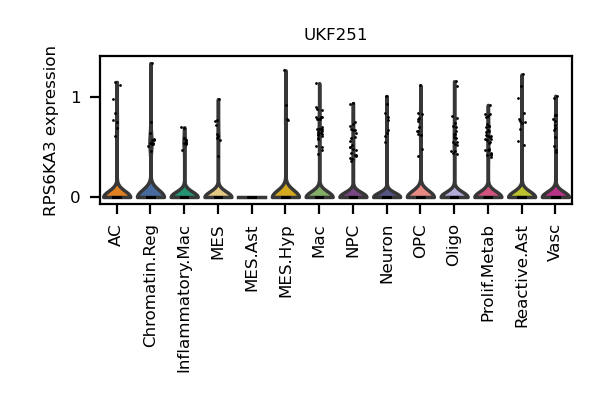 UKF251
RPS6KA3 expression
1
0
AC
Chromatin.Reg
Inflammatory.Mac
MES
MES.Ast
MES.Hyp
Mac
NPC
Neuron
OPC
Oligo
Prolif.Metab
Reactive.Ast
Vasc